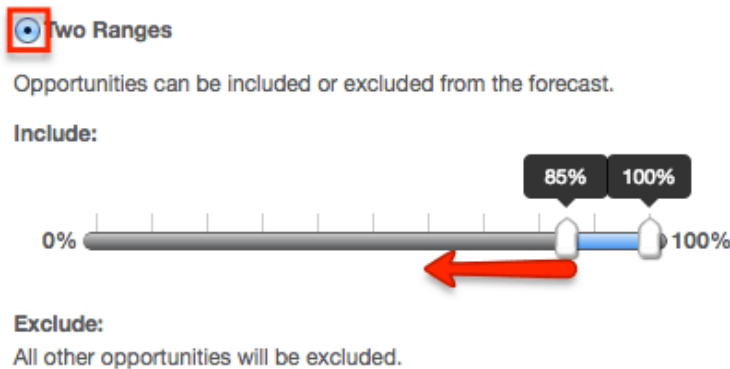 Two Ranges
Opportunities can be included or excluded from the forecast.
Include:
85% 100%
0% 100%
Exclude:
All other opportunities will be excluded.